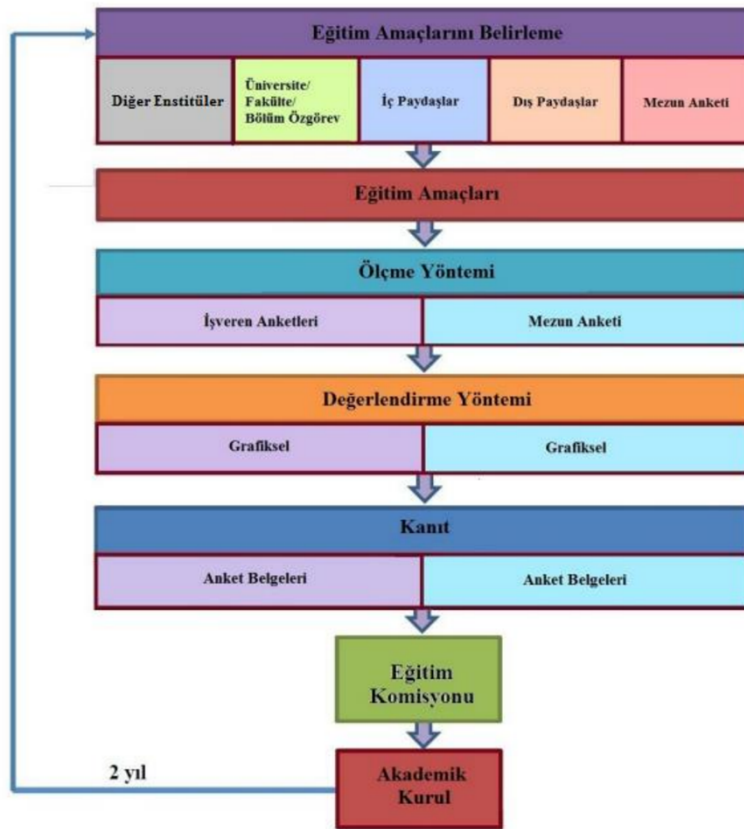 Eğitim Amaçlarını Belirleme
Diğer Enstitüler
Üniversite/
Fakülte/
Bölüm Özgörev
İç Paydaşlar
Dış Paydaşlar
Mezun Anketi
Eğitim Amaçları
Ölçme Yöntemi
İşveren Anketleri
Mezun Anketi
Değerlendirme Yöntemi
Grafiksel
Grafiksel
Kanıt
Anket Belgeleri
Anket Belgeleri
Eğitim
Komisyonu
2 yıl
Akademik
Kurul